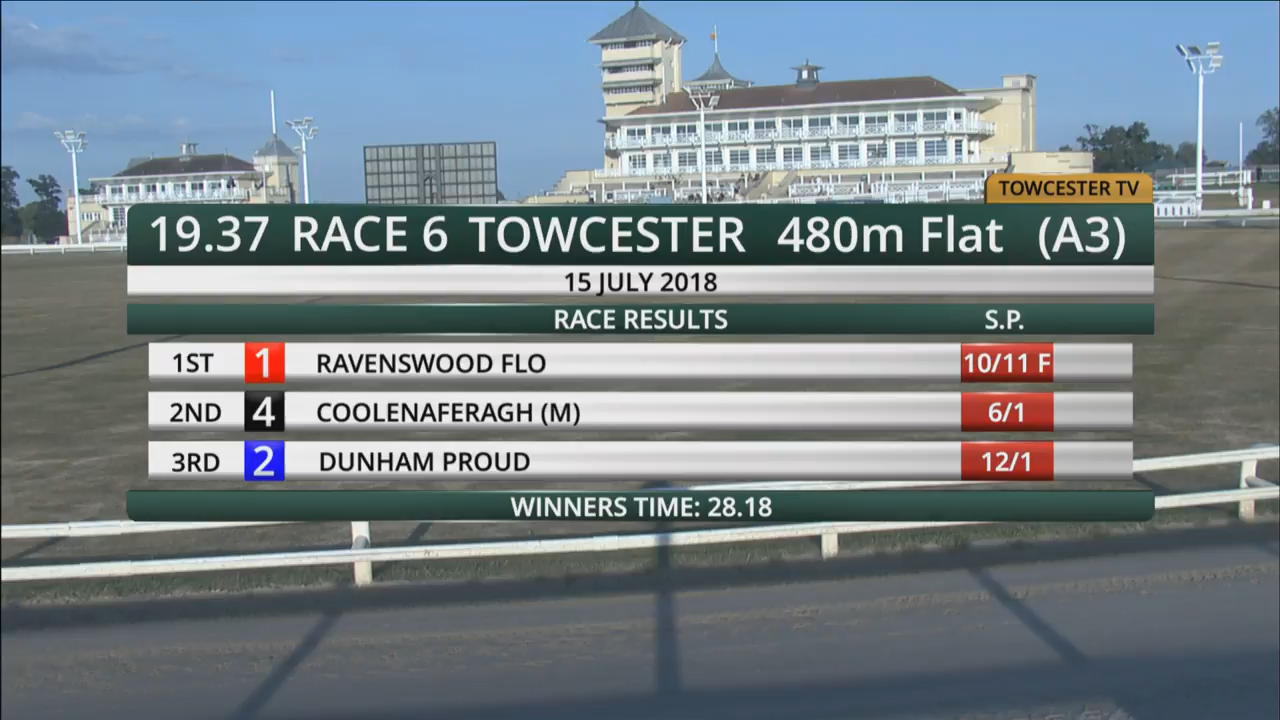 TOWCESTER TV
19.37 RACE 6 TOWCESTER 480m Flat (A3)
15 JULY 2018
RACE RESULTS S.P.
1ST 1 RAVENSWOOD FLO 10/11 F
2ND 4 COOLENAFERAGH (M) 6/1
3RD 2 DUNHAM PROUD 12/1
WINNERS TIME: 28.18